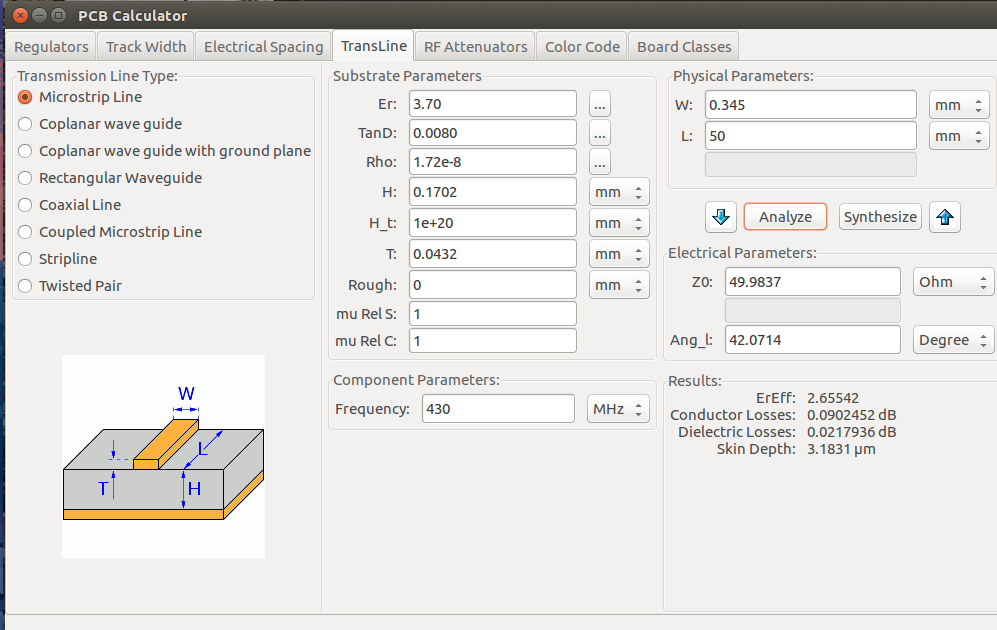 PCB Calculator
Regulators Track Width Electrical Spacing TransLine RF Attenuators Color Code Board Classes
Transmission Line Type:
Microstrip Line
Coplanar wave guide
Coplanar wave guide with ground plane
Rectangular Waveguide
Coaxial Line
Coupled Microstrip Line
Stripline
Twisted Pair
W
L
T
H
Substrate Parameters
Er: 3.70 ...
TanD: 0.0080 ...
Rho: 1.72e-8 ...
H: 0.1702 mm
H_t: 1e+20 mm
T: 0.0432 mm
Rough: 0 mm
mu Rel S: 1
mu Rel C: 1
Component Parameters:
Frequency: 430 MHz
Physical Parameters:
W: 0.345 mm
L: 50 mm
Analyze Synthesize
Electrical Parameters:
Z0: 49.9837 Ohm
Ang_l: 42.0714 Degree
Results:
ErEff: 2.65542
Conductor Losses: 0.0902452 dB
Dielectric Losses: 0.0217936 dB
Skin Depth: 3.1831 µm